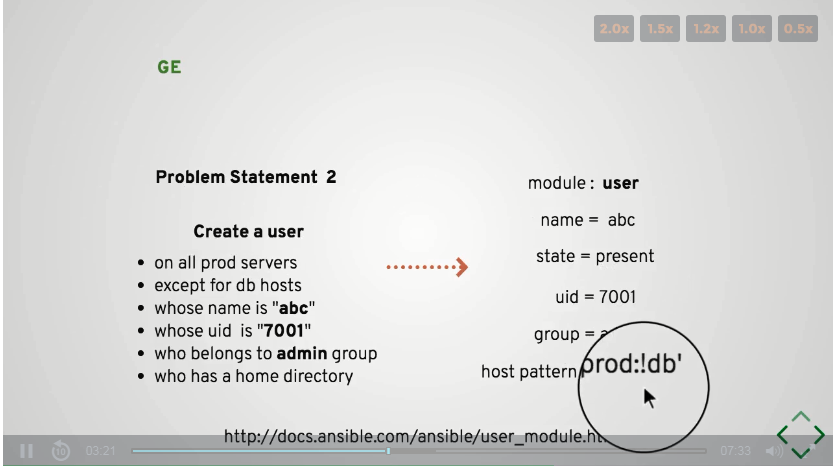 2.0x 1.5x 1.2x 1.0x 0.5x
GE
Problem Statement 2
Create a user
• on all prod servers
• except for db hosts
• whose name is "abc"
• whose uid is "7001"
• who belongs to admin group
• who has a home directory
module : user
name = abc
state = present
uid = 7001
group =
host pattern prod:!db'
http://docs.ansible.com/ansible/user_module.ht
10 03:21 07:33